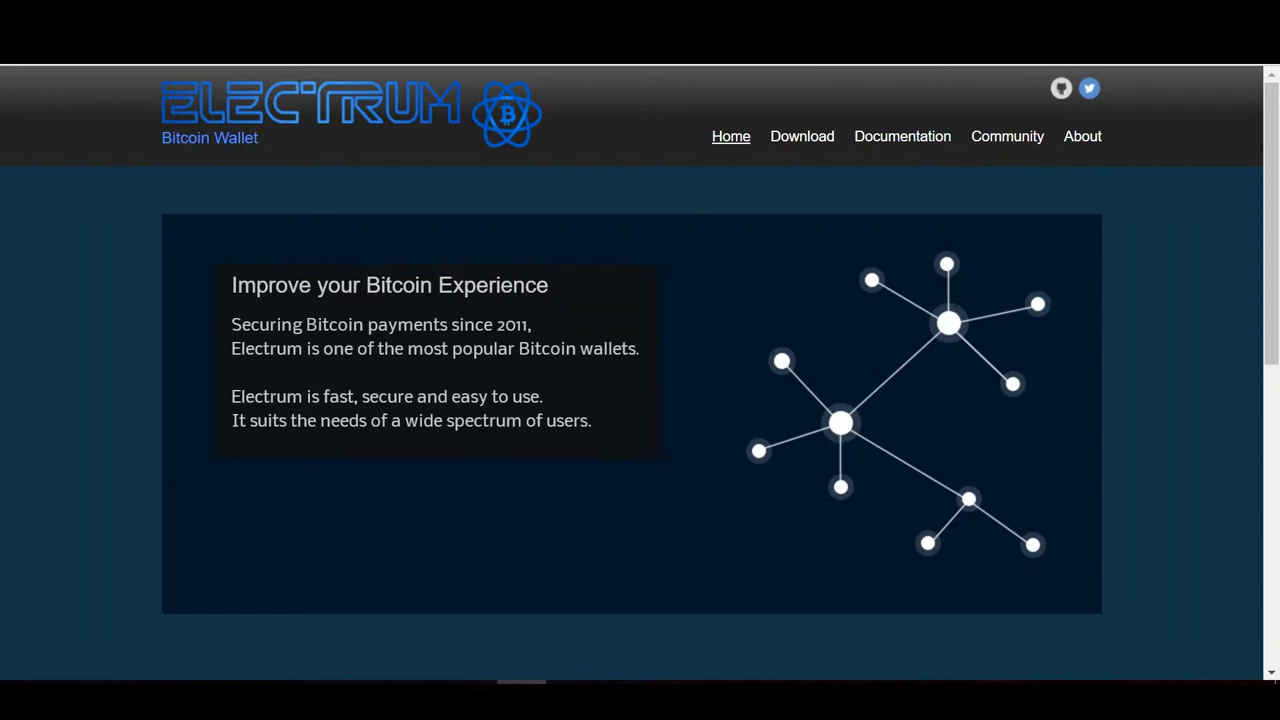 ELECTRUM
Bitcoin Wallet
Home Download Documentation Community About
Improve your Bitcoin Experience
Securing Bitcoin payments since 2011,
Electrum is one of the most popular Bitcoin wallets.
Electrum is fast, secure and easy to use.
It suits the needs of a wide spectrum of users.